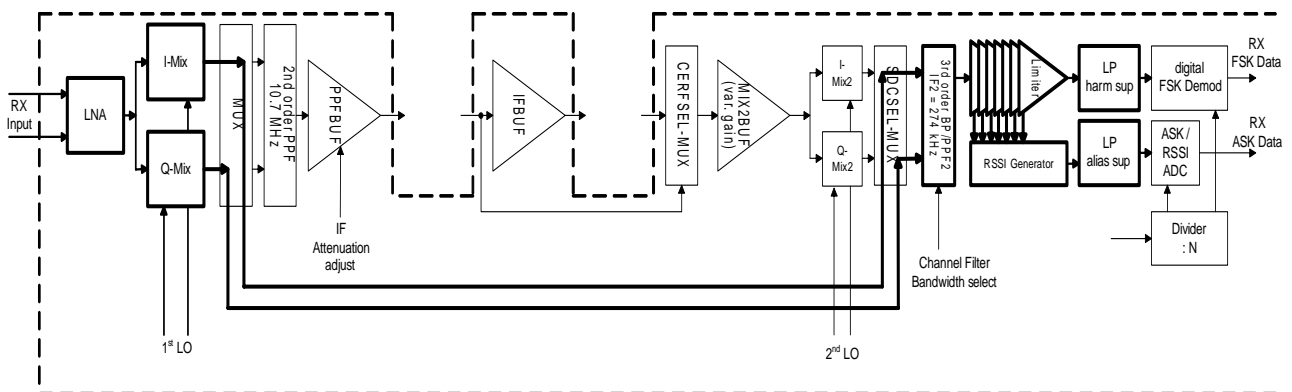 RX
Input
LNA
I-Mix
Q-Mix
MUX
2nd order PPF
10.7 MHz
PPFBUF
IF
Attenuation
adjust
1st LO
IFBUF
CERFSEL-MUX
MIX2BUF
(var. gain)
I-
Mix2
Q-
Mix2
2nd LO
SDCSEL-MUX
3rd order BP/PPF2
IF2 = 274 kHz
Channel Filter
Bandwidth select
Limiter
RSSI Generator
LP
harm sup
LP
alias sup
digital
FSK Demod
ASK /
RSSI
ADC
Divider
: N
RX
FSK Data
RX
ASK Data